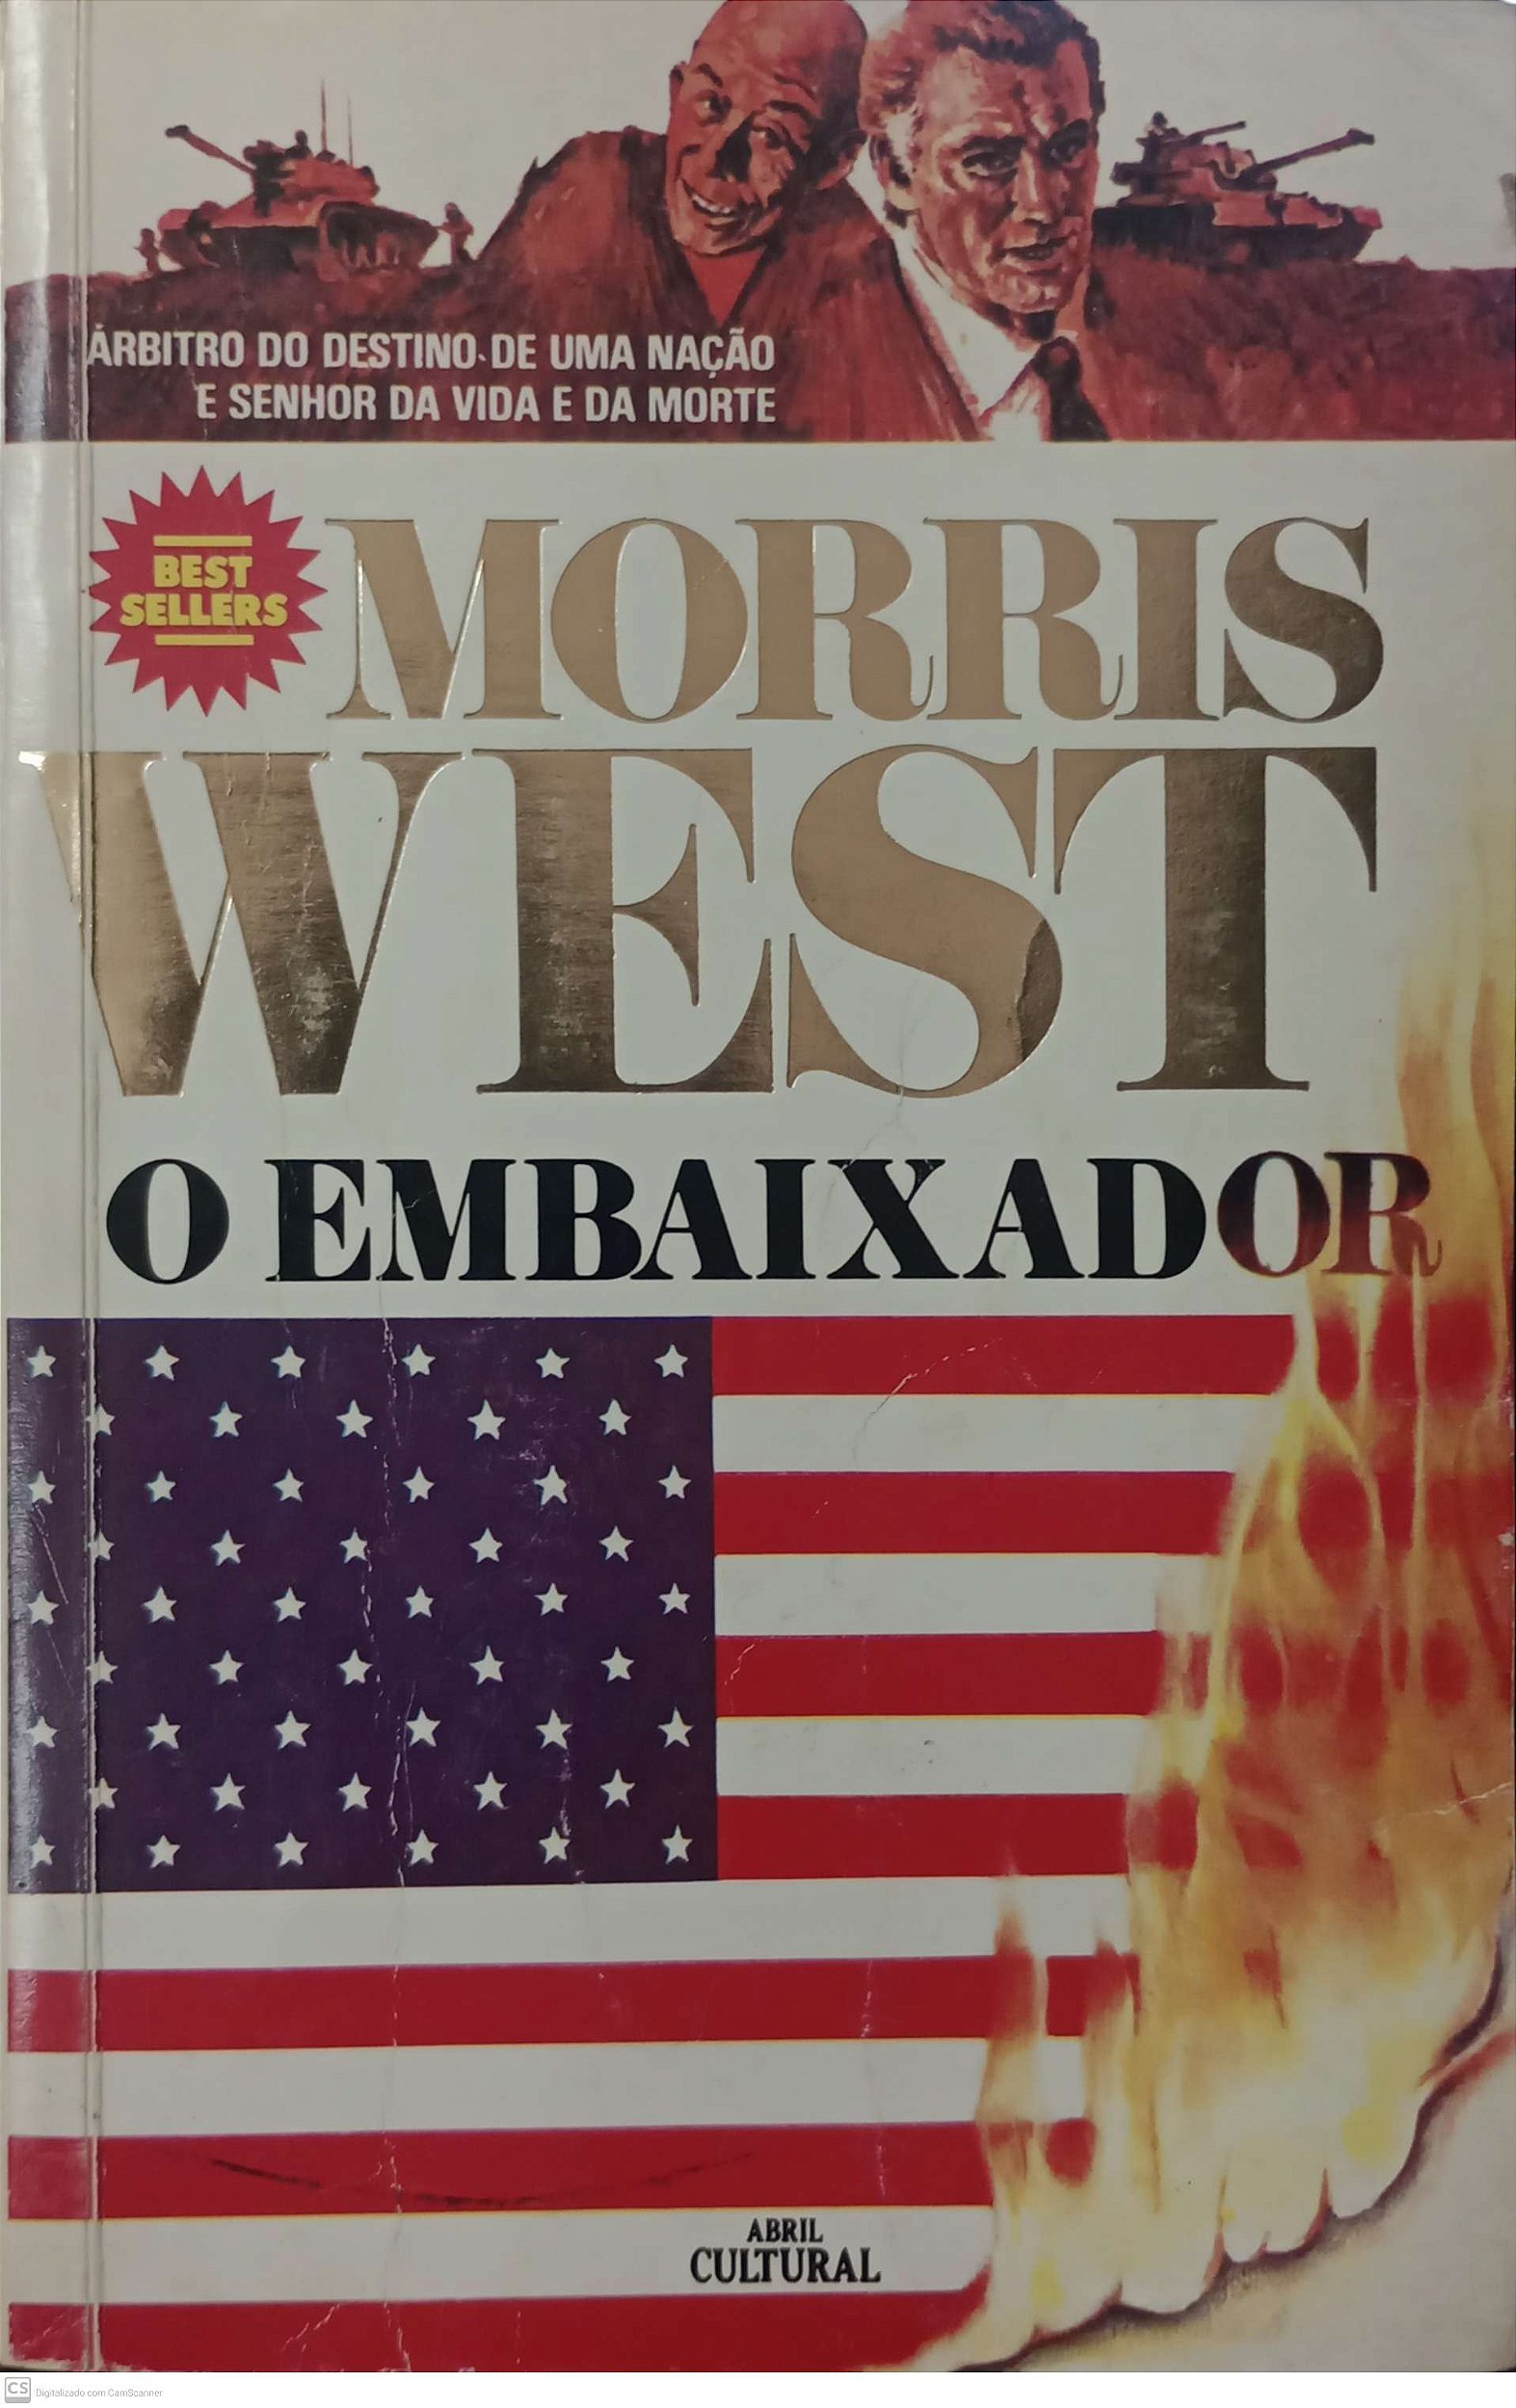 ÁRBITRO DO DESTINO DE UMA NAÇÃO
E SENHOR DA VIDA E DA MORTE
BEST
SELLERS
MORRIS
WEST
O EMBAIXADOR
ABRIL
CULTURAL
CS Digitalizado com CamScanner